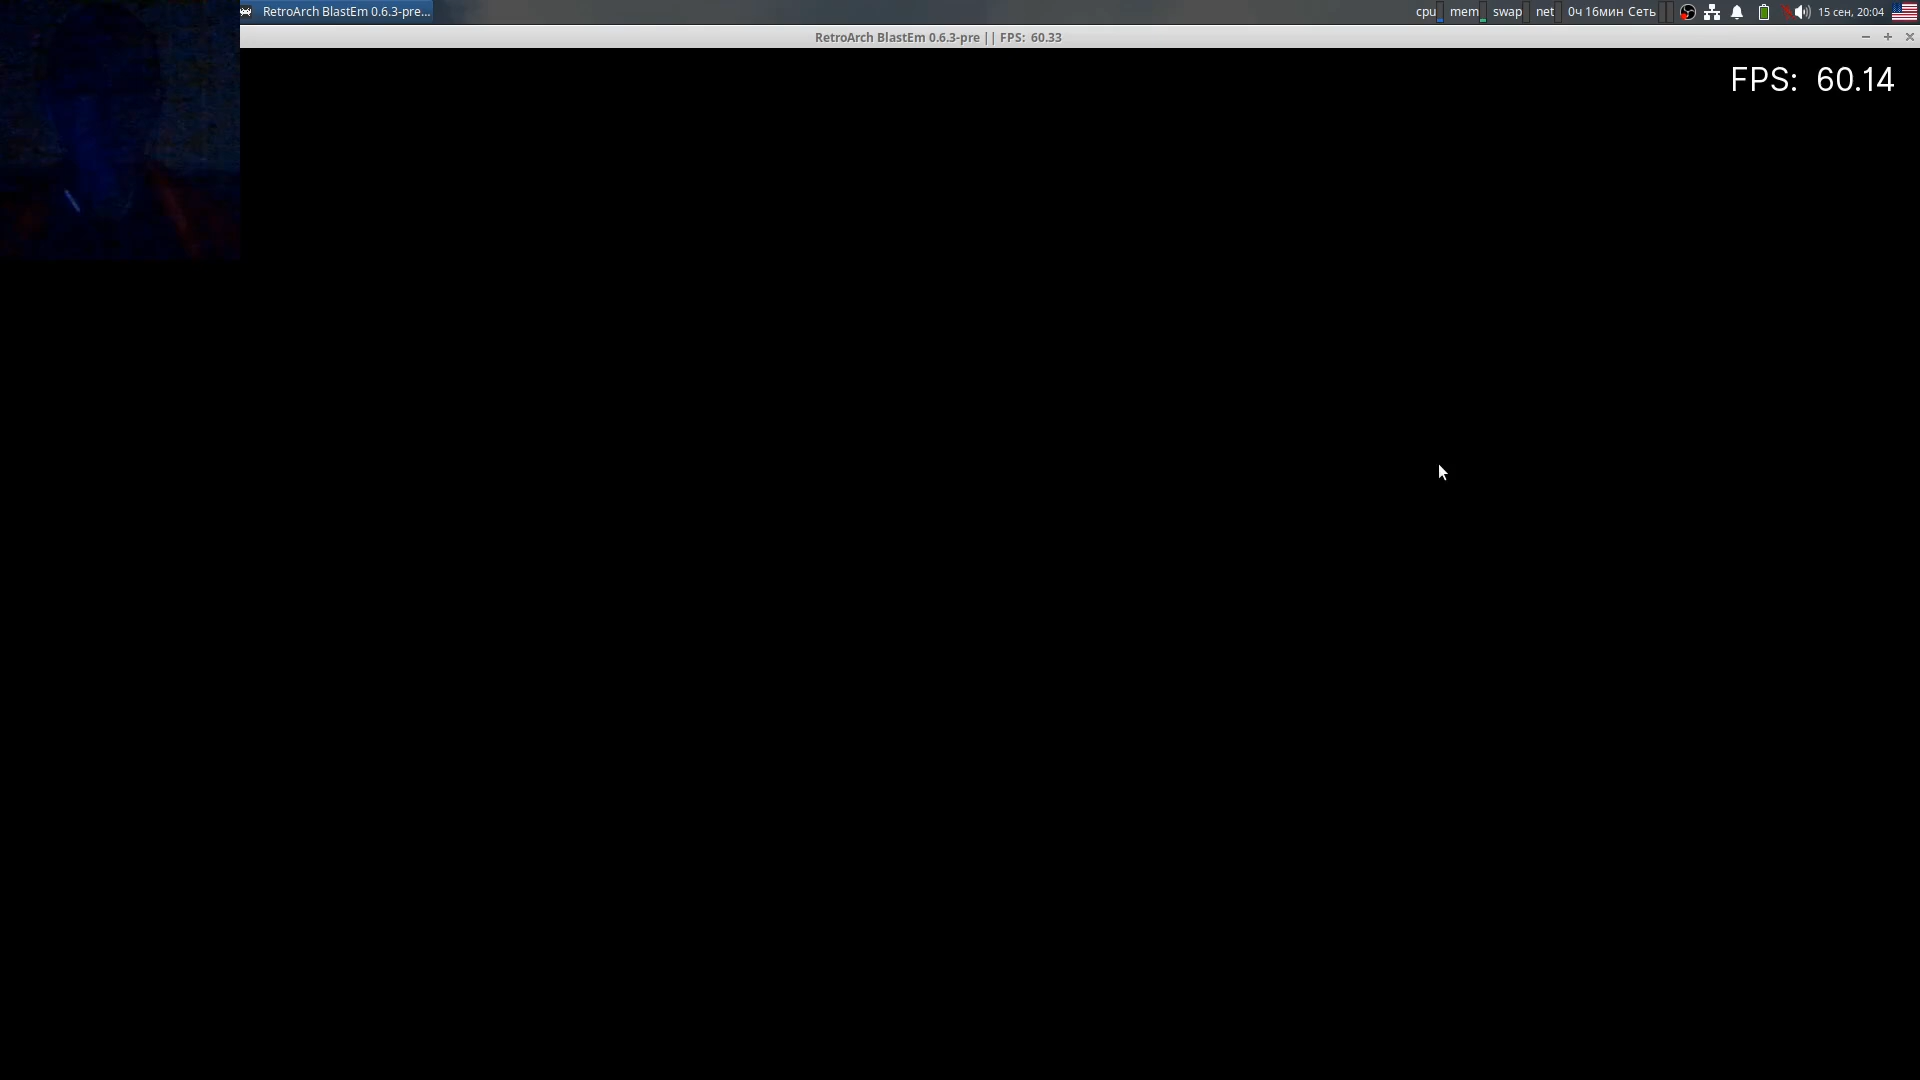 RetroArch BlastEm 0.6.3-pre...
cpu mem swap net 0ч 16мин Сеть 15 сен, 20:04
RetroArch BlastEm 0.6.3-pre || FPS: 60.33
FPS: 60.14